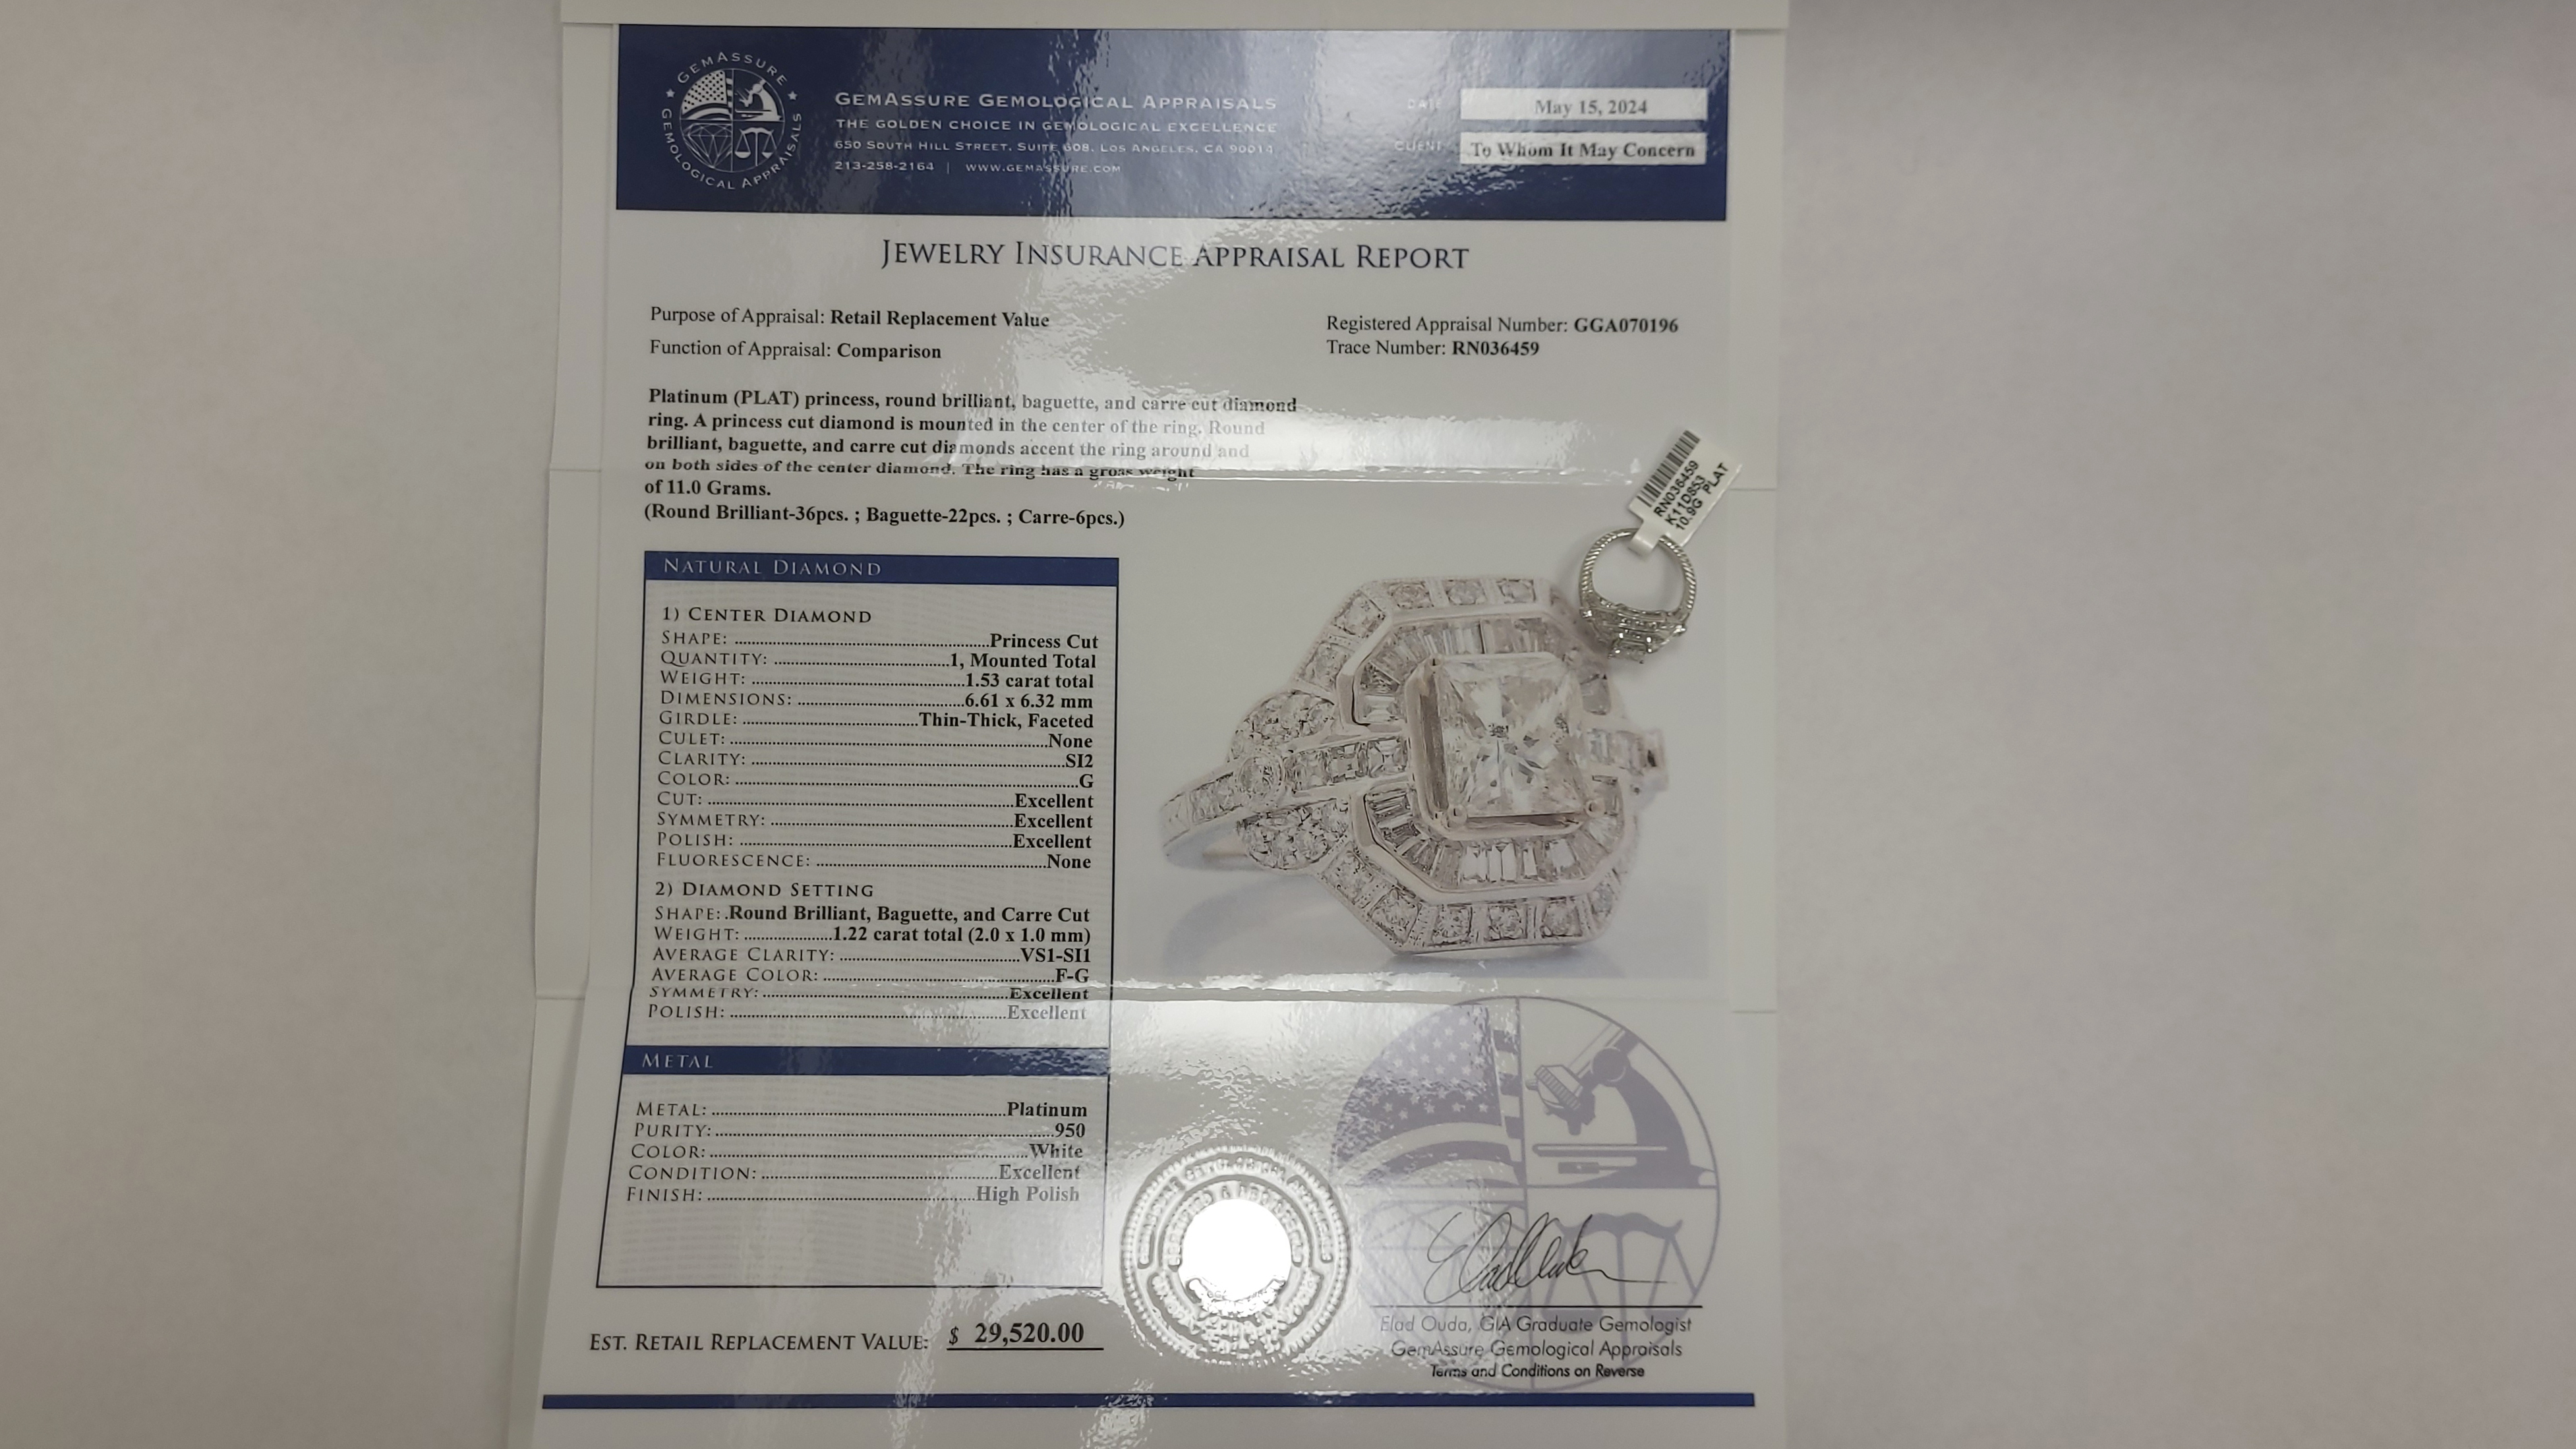 GEMASSURE
GEMOLOGICAL APPRAISALS
GEMASSURE GEMOLOGICAL APPRAISALS
THE GOLDEN CHOICE IN GEMOLOGICAL EXCELLENCE
650 SOUTH HILL STREET, SUITE 608, LOS ANGELES, CA 90014
213-258-2164 | WWW.GEMASSURE.COM
DATE May 15, 2024
CLIENT To Whom It May Concern
JEWELRY INSURANCE APPRAISAL REPORT
Purpose of Appraisal: Retail Replacement Value
Function of Appraisal: Comparison
Registered Appraisal Number: GGA070196
Trace Number: RN036459
Platinum (PLAT) princess, round brilliant, baguette, and carre cut diamond
ring. A princess cut diamond is mounted in the center of the ring. Round
brilliant, baguette, and carre cut diamonds accent the ring around and
on both sides of the center diamond. The ring has a gross weight
of 11.0 Grams.
(Round Brilliant-36pcs. ; Baguette-22pcs. ; Carre-6pcs.)
RN036459
K11D853
10.9G PLAT
NATURAL DIAMOND
1) CENTER DIAMOND
SHAPE: Princess Cut
QUANTITY: 1, Mounted Total
WEIGHT: 1.53 carat total
DIMENSIONS: 6.61 x 6.32 mm
GIRDLE: Thin-Thick, Faceted
CULET: None
CLARITY: SI2
COLOR: G
CUT: Excellent
SYMMETRY: Excellent
POLISH: Excellent
FLUORESCENCE: None
2) DIAMOND SETTING
SHAPE: Round Brilliant, Baguette, and Carre Cut
WEIGHT: 1.22 carat total (2.0 x 1.0 mm)
AVERAGE CLARITY: VS1-SI1
AVERAGE COLOR: F-G
SYMMETRY: Excellent
POLISH: Excellent
METAL
METAL: Platinum
PURITY: 950
COLOR: White
CONDITION: Excellent
FINISH: High Polish
EST. RETAIL REPLACEMENT VALUE: $ 29,520.00
Elad Ouda, GIA Graduate Gemologist
GemAssure Gemological Appraisals
Terms and Conditions on Reverse